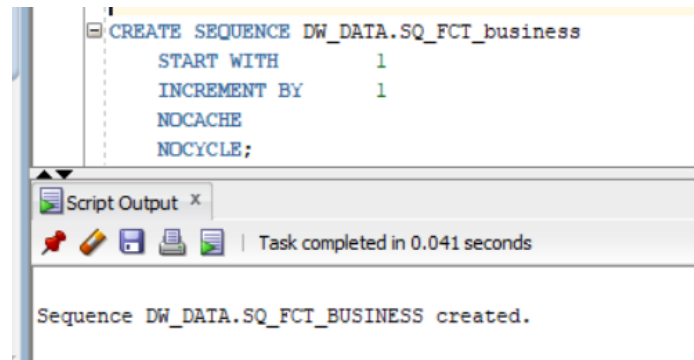 CREATE SEQUENCE DW_DATA.SQ_FCT_business
START WITH 1
INCREMENT BY 1
NOCACHE
NOCYCLE;
Script Output x
Task completed in 0.041 seconds
Sequence DW_DATA.SQ_FCT_BUSINESS created.